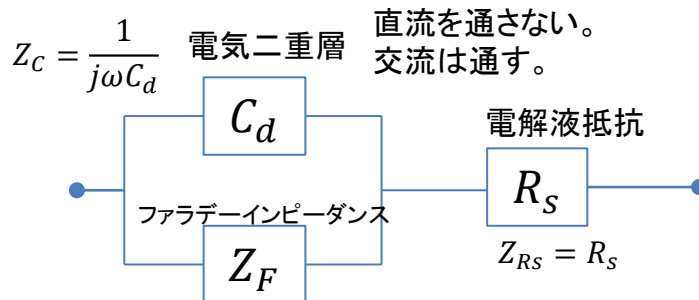 Z_C = 1/(jωC_d)
電気二重層
直流を通さない。
交流は通す。
C_d
電解液抵抗
ファラデーインピーダンス
R_s
Z_F
Z_{Rs} = R_s